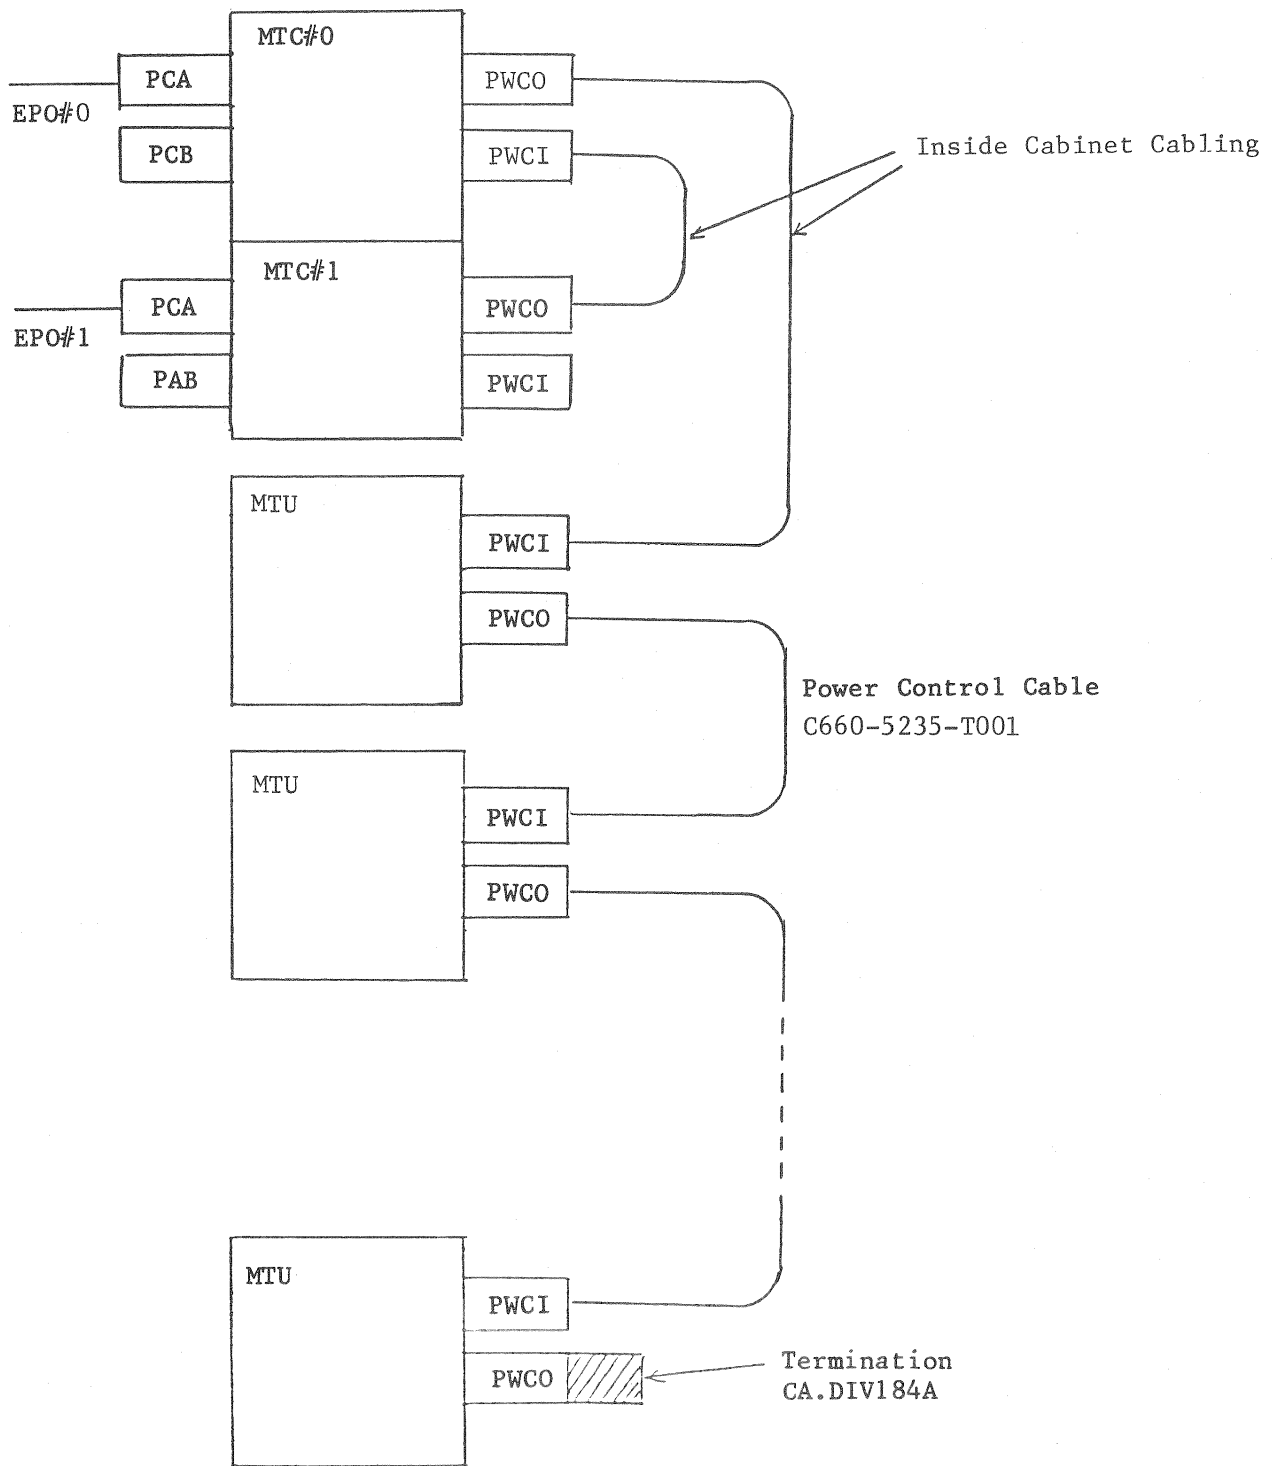 MTC#0
PCA
PWCO
EPO#0
PCB
PWCI
Inside Cabinet Cabling
MTC#1
PCA
PWCO
EPO#1
PAB
PWCI
MTU
PWCI
PWCO
Power Control Cable
C660-5235-T001
MTU
PWCI
PWCO
MTU
PWCI
PWCO
Termination
CA.DIV184A